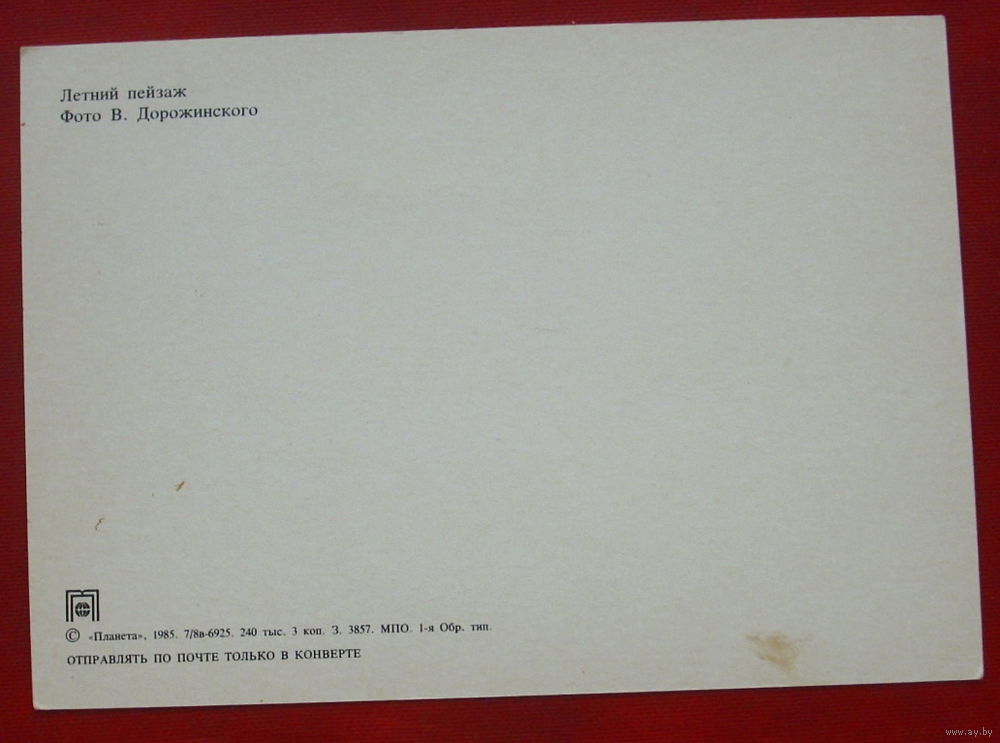 Летний пейзаж
Фото В. Дорожинского
© «Планета», 1985. 7/8в-6925. 240 тыс. 3 коп. З. 3857. МПО. 1-я Обр. тип.
ОТПРАВЛЯТЬ ПО ПОЧТЕ ТОЛЬКО В КОНВЕРТЕ
www.ay.by